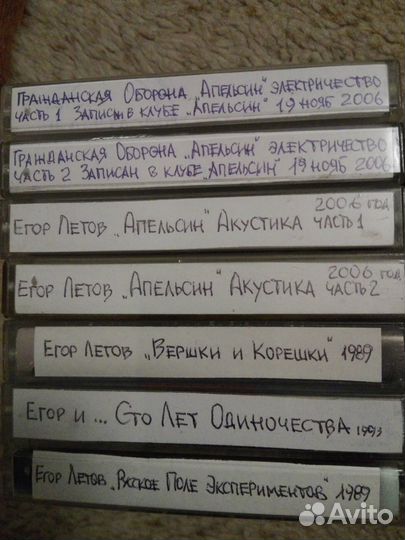 Гражданская Оборона „Апельсин" электричество
часть 1 Записан в клубе „Апельсин" 19 нояб 2006
Гражданская Оборона „Апельсин" электричество
часть 2 Записан в клубе „Апельсин" 19 нояб 2006
2006 год
Егор Летов „Апельсин" Акустика часть 1
2006 год
Егор Летов „Апельсин" Акустика часть 2
Егор Летов „Вершки и Корешки" 1989
Егор и ... Сто Лет Одиночества 1993
Егор Летов „Русское Поле Экспериментов" 1989
Avito